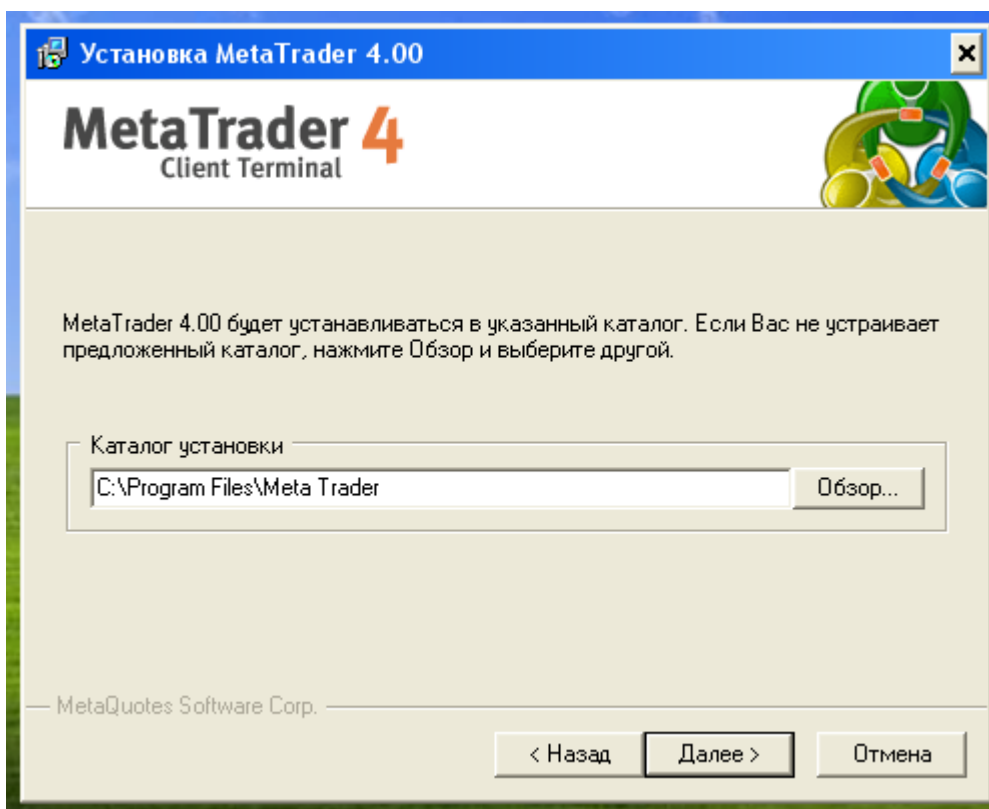 Установка MetaTrader 4.00
MetaTrader 4
Client Terminal
MetaTrader 4.00 будет устанавливаться в указанный каталог. Если Вас не устраивает
предложенный каталог, нажмите Обзор и выберите другой.
Каталог установки
C:\Program Files\Meta Trader
Обзор...
MetaQuotes Software Corp.
< Назад
Далее >
Отмена